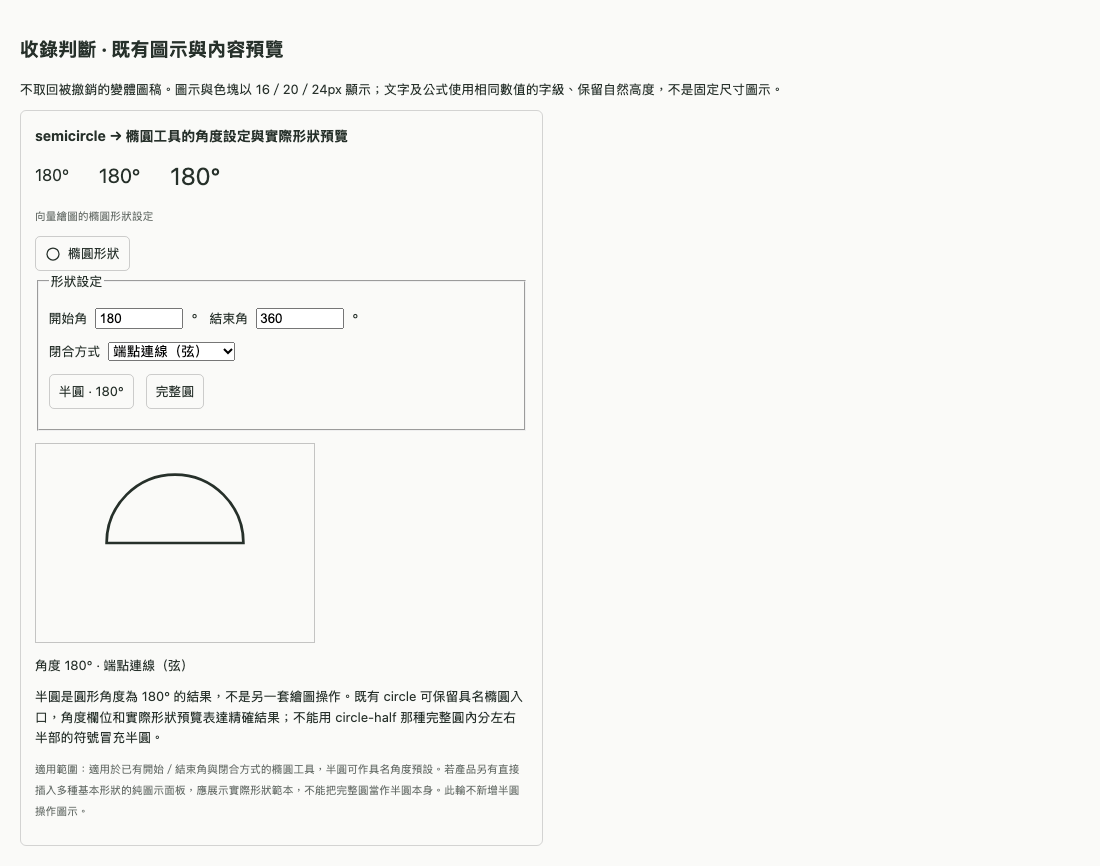 收錄判斷 · 既有圖示與內容預覽
不取回被撤銷的變體圖稿。圖示與色塊以 16 / 20 / 24px 顯示；文字及公式使用相同數值的字級、保留自然高度，不是固定尺寸圖示。
semicircle → 橢圓工具的角度設定與實際形狀預覽
180° 180° 180°
向量繪圖的橢圓形狀設定
橢圓形狀
形狀設定
開始角 180 ° 結束角 360 °
閉合方式 端點連線（弦）
半圓 · 180° 完整圓
角度 180° · 端點連線（弦）
半圓是圓形角度為 180° 的結果，不是另一套繪圖操作。既有 circle 可保留具名橢圓入
口，角度欄位和實際形狀預覽表達精確結果；不能用 circle-half 那種完整圓內分左右
半部的符號冒充半圓。
適用範圍：適用於已有開始 / 結束角與閉合方式的橢圓工具，半圓可作具名角度預設。若產品另有直接
插入多種基本形狀的純圖示面板，應展示實際形狀範本，不能把完整圓當作半圓本身。此輪不新增半圓
操作圖示。